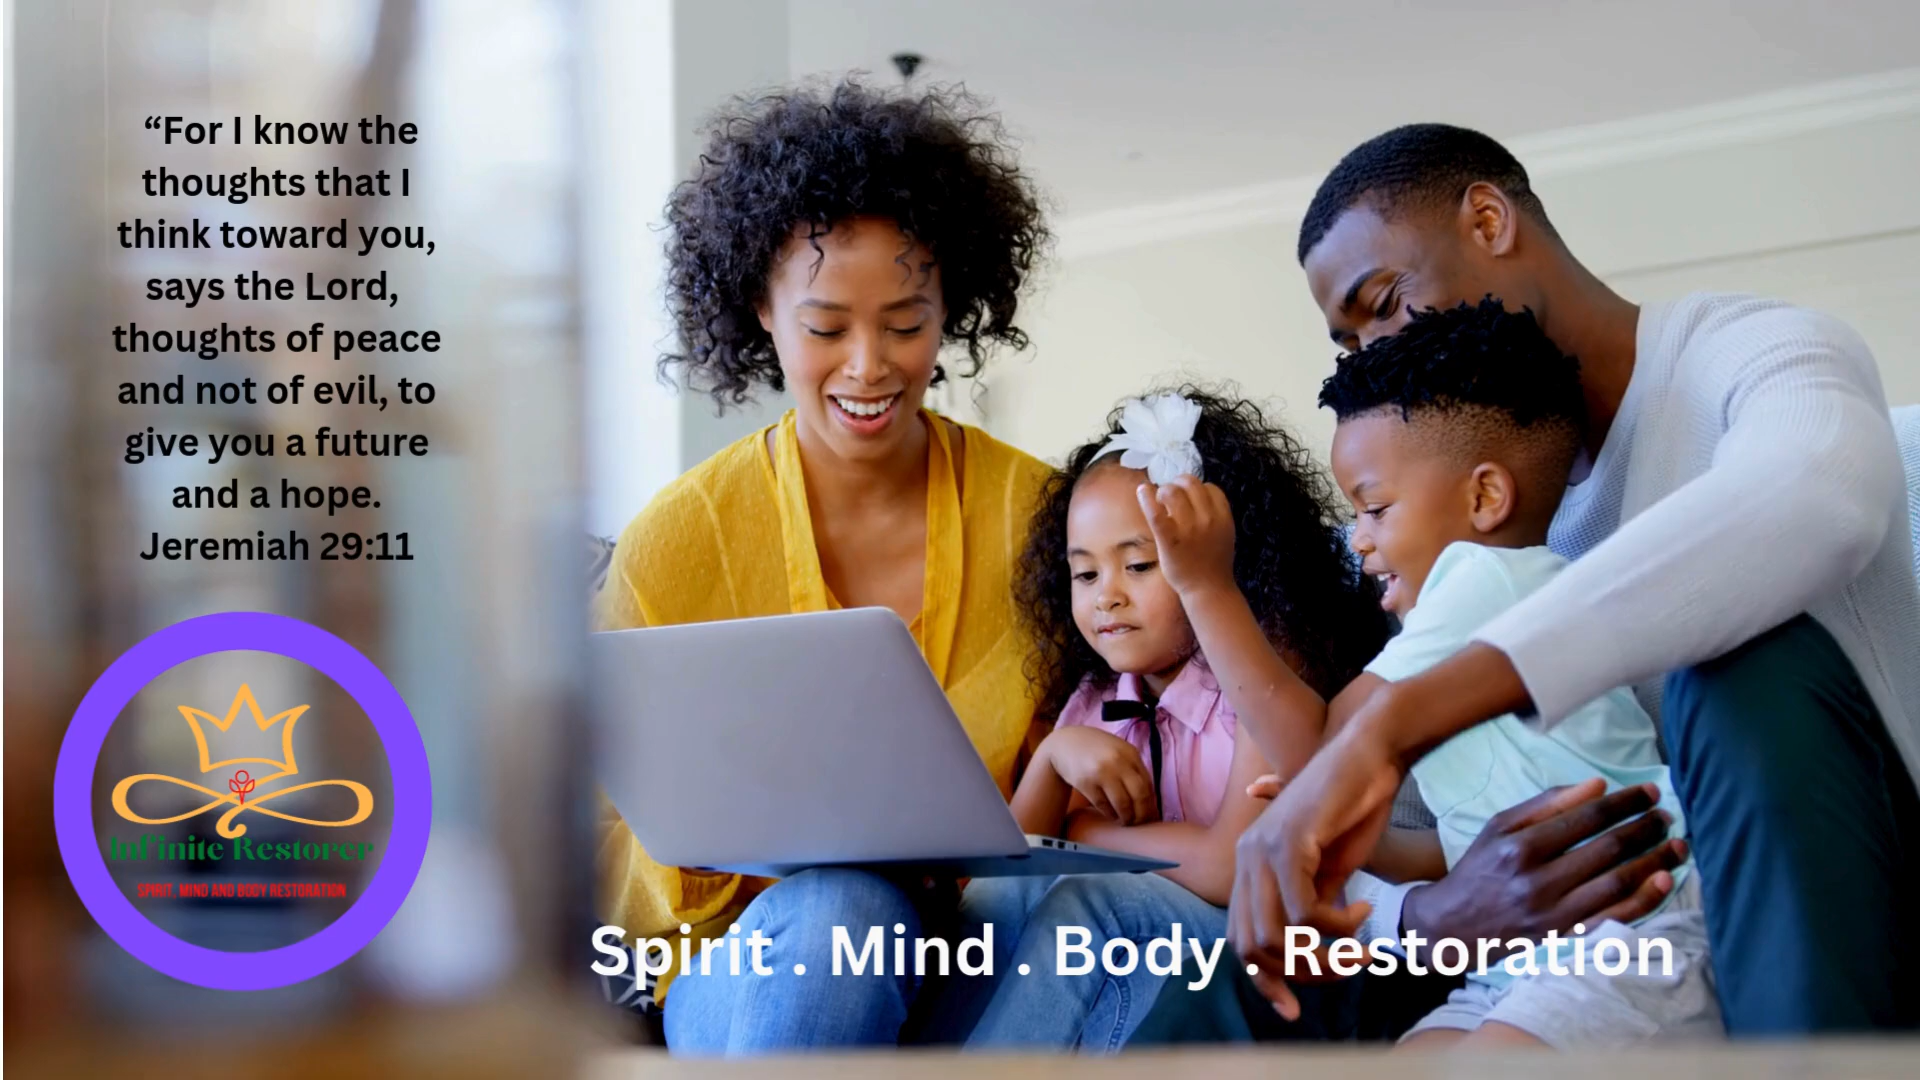 “For I know the
thoughts that I
think toward you,
says the Lord,
thoughts of peace
and not of evil, to
give you a future
and a hope.
Jeremiah 29:11
Infinite Restorer
SPIRIT, MIND AND BODY RESTORATION
Spirit . Mind . Body . Restoration